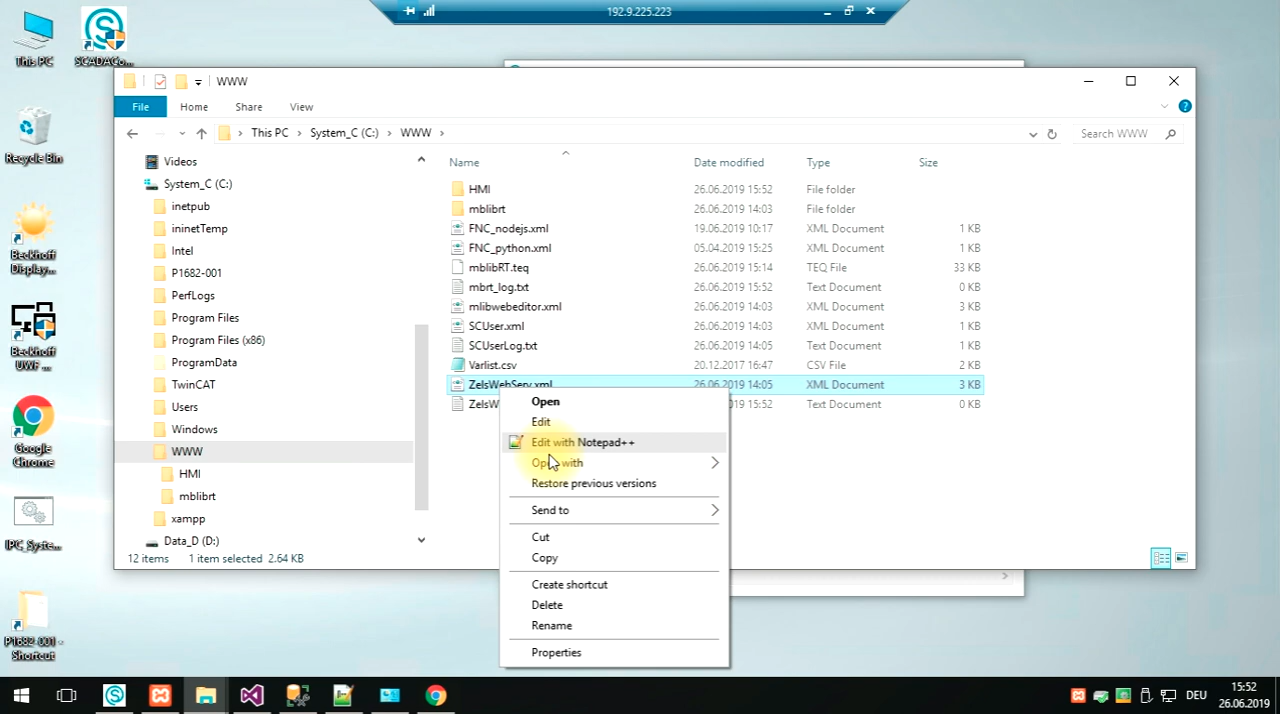 192.9.225.223
This PC
SCADACo...
WWW
File
Home
Share
View
This PC
System_C (C:)
WWW
Search WWW
Recycle Bin
Videos
System_C (C:)
inetpub
ininetTemp
Intel
P1682-001
PerfLogs
Program Files
Program Files (x86)
ProgramData
TwinCAT
Users
Windows
WWW
HMI
mblibrt
xampp
Data_D (D:)
Name Date modified Type Size
HMI 26.06.2019 15:52 File folder
mblibrt 26.06.2019 14:03 File folder
FNC_nodejs.xml 19.06.2019 10:17 XML Document 1 KB
FNC_python.xml 05.04.2019 15:25 XML Document 1 KB
mblibRT.teq 26.06.2019 15:14 TEQ File 33 KB
mbrt_log.txt 26.06.2019 15:52 Text Document 0 KB
mlibwebeditor.xml 26.06.2019 14:03 XML Document 3 KB
SCUser.xml 26.06.2019 14:03 XML Document 1 KB
SCUserLog.txt 26.06.2019 14:05 Text Document 1 KB
Varlist.csv 20.12.2017 16:47 CSV File 2 KB
ZelsWebServ.xml 26.06.2019 14:05 XML Document 3 KB
ZelsW 19 15:52 Text Document 0 KB
Open
Edit
Edit with Notepad++
Open with
Restore previous versions
Send to
Cut
Copy
Create shortcut
Delete
Rename
Properties
12 items 1 item selected 2.64 KB
Beckhoff
Display...
Beckhoff
UWF ...
Google
Chrome
IPC_Syste...
P1682-001 -
Shortcut
DEU
15:52
26.06.2019